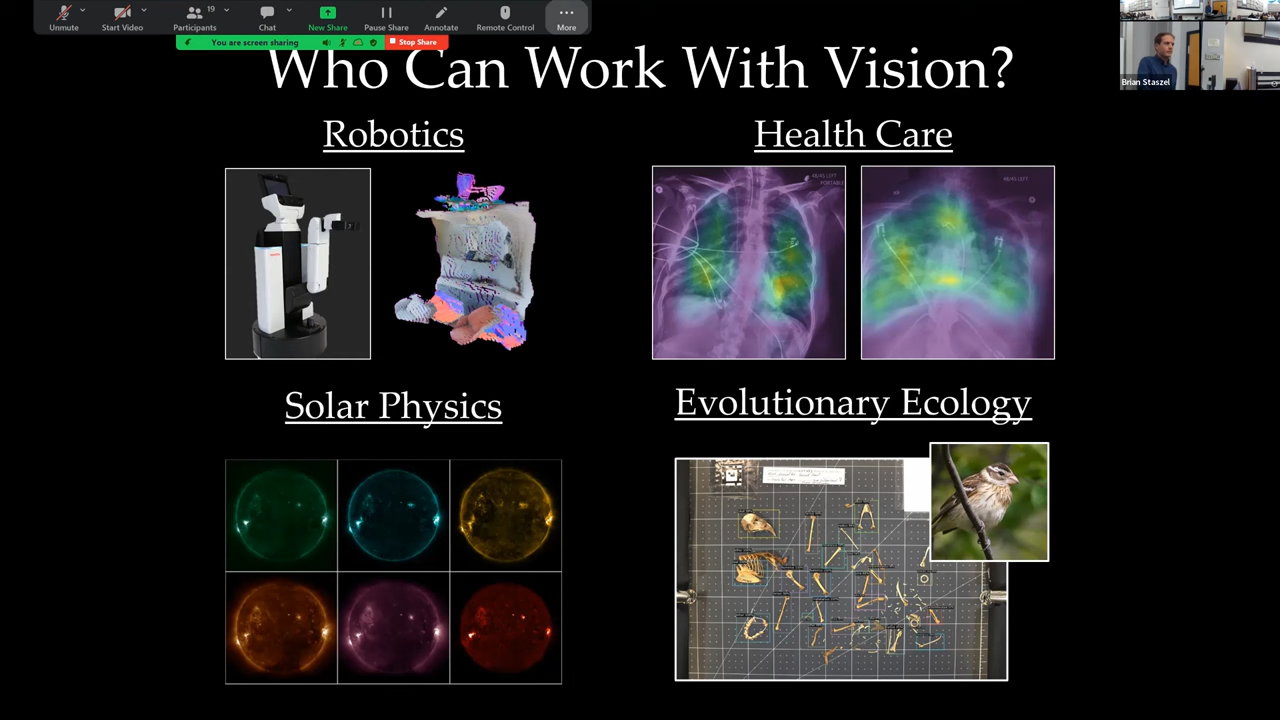 Unmute
Start Video
Participants
19
Chat
New Share
Pause Share
Annotate
Remote Control
More
You are screen sharing
Stop Share
Brian Staszel
Who Can Work With Vision?
Robotics
Health Care
PORTABLE
Solar Physics
Evolutionary Ecology